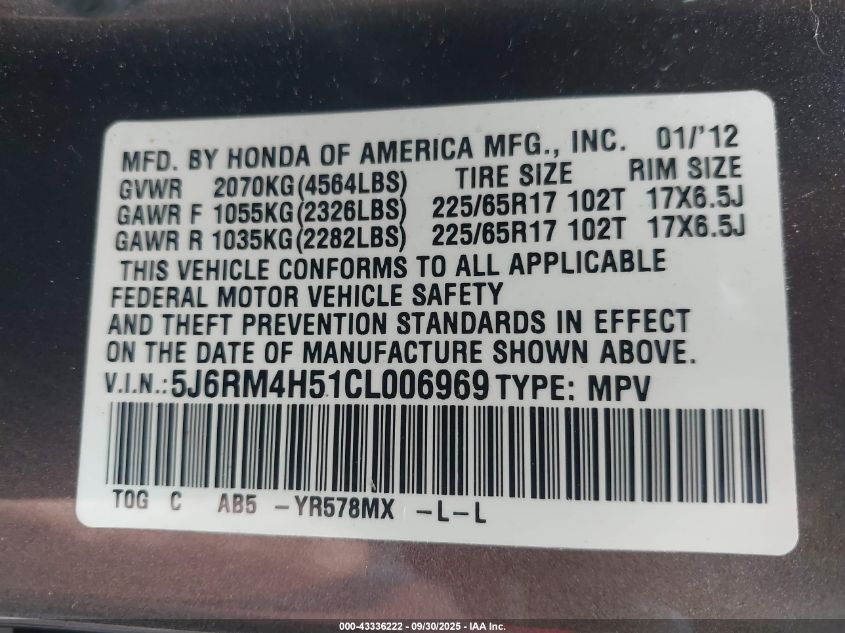 MFD. BY HONDA OF AMERICA MFG., INC. 01/'12
GVWR 2070KG(4564LBS) TIRE SIZE RIM SIZE
GAWR F 1055KG(2326LBS) 225/65R17 102T 17X6.5J
GAWR R 1035KG(2282LBS) 225/65R17 102T 17X6.5J
THIS VEHICLE CONFORMS TO ALL APPLICABLE
FEDERAL MOTOR VEHICLE SAFETY
AND THEFT PREVENTION STANDARDS IN EFFECT
ON THE DATE OF MANUFACTURE SHOWN ABOVE.
V.I.N.: 5J6RM4H51CL006969 TYPE: MPV
TOG C AB5 -YR578MX -L-L
000-43336222 - 09/30/2025 - IAA Inc.